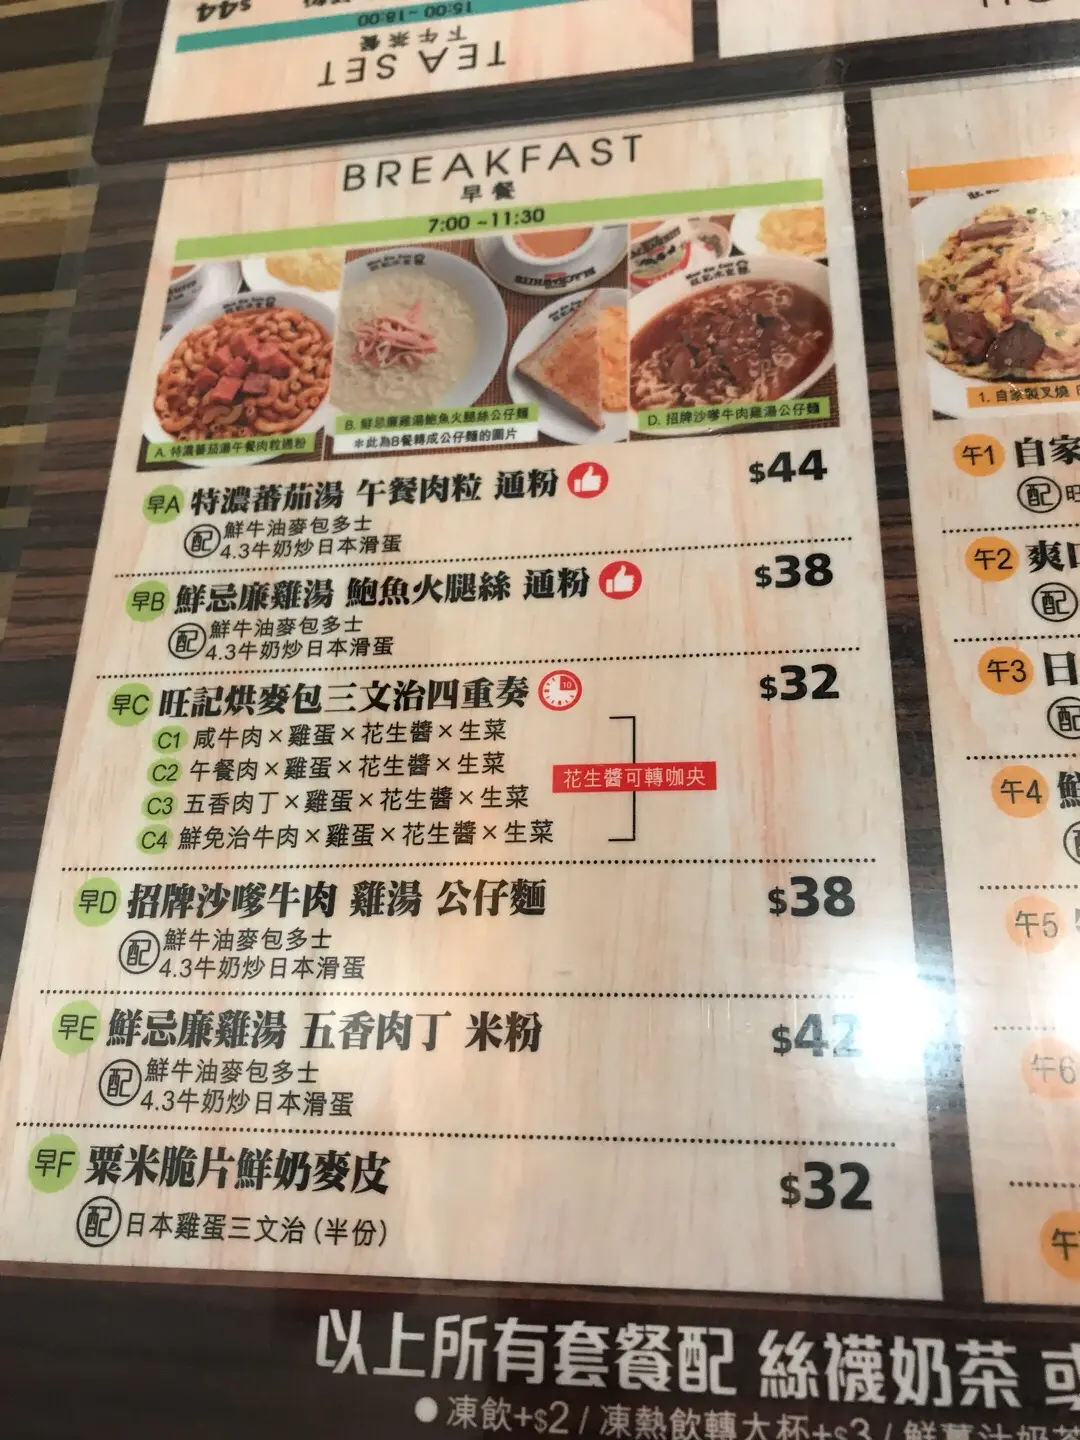 $44
15:00 - 18:00
下午茶餐
TEA SET
BREAKFAST
早餐
7:00 ~11:30
A. 特濃蕃茄湯午餐肉粒通粉
B. 鮮忌廉雞湯鮑魚火腿絲公仔麵
*此為B餐轉成公仔麵的圖片
D. 招牌沙嗲牛肉雞湯公仔麵
早A 特濃蕃茄湯 午餐肉粒 通粉 $44
配 鮮牛油麥包多士
4.3牛奶炒日本滑蛋
早B 鮮忌廉雞湯 鮑魚火腿絲 通粉 $38
配 鮮牛油麥包多士
4.3牛奶炒日本滑蛋
早C 旺記烘麥包三文治四重奏 10 $32
C1 咸牛肉×雞蛋×花生醬×生菜
C2 午餐肉×雞蛋×花生醬×生菜
花生醬可轉咖央
C3 五香肉丁×雞蛋×花生醬×生菜
C4 鮮免治牛肉×雞蛋×花生醬×生菜
早D 招牌沙嗲牛肉 雞湯 公仔麵 $38
配 鮮牛油麥包多士
4.3牛奶炒日本滑蛋
早E 鮮忌廉雞湯 五香肉丁 米粉 $42
配 鮮牛油麥包多士
4.3牛奶炒日本滑蛋
早F 粟米脆片鮮奶麥皮 $32
配 日本雞蛋三文治 (半份)
1. 自家製叉燒
午1 自家
配 旺
午2 爽口
配
午3 日
配
午4 鮮
午5
午6
午
以上所有套餐配 絲襪奶茶 或
●凍飲+$2 / 凍熱飲轉大杯+$3 / 鮮薑汁奶茶